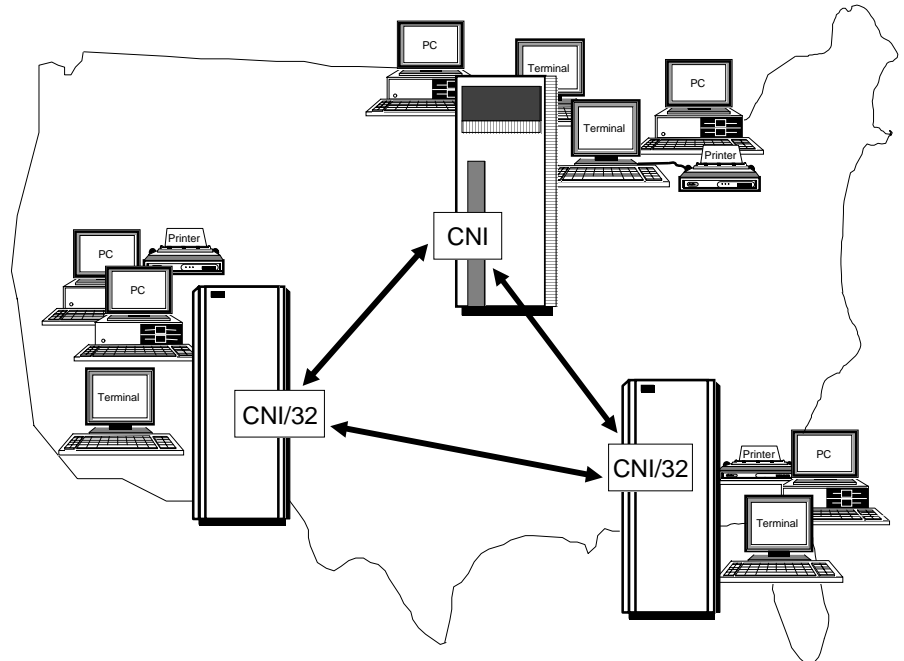 PC
Terminal
PC
Terminal
Printer
CNI
Printer
PC
PC
Terminal
CNI/32
CNI/32
Printer
PC
Terminal